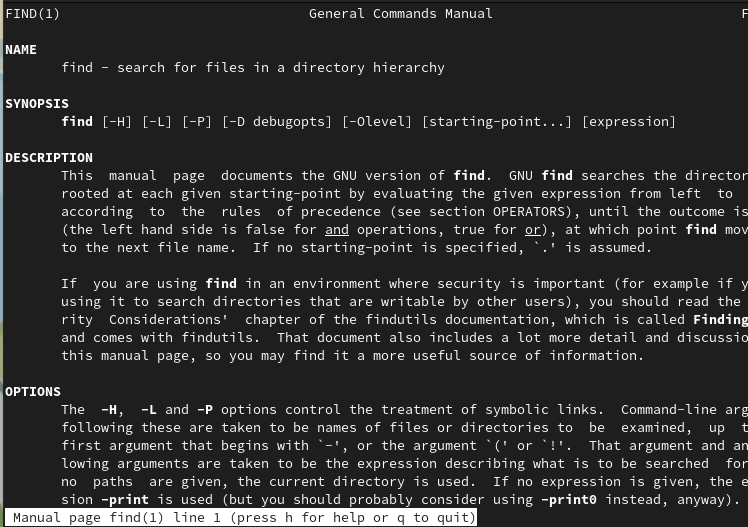 FIND(1) General Commands Manual F
NAME
find - search for files in a directory hierarchy
SYNOPSIS
find [-H] [-L] [-P] [-D debugopts] [-Olevel] [starting-point...] [expression]
DESCRIPTION
This manual page documents the GNU version of find. GNU find searches the director
rooted at each given starting-point by evaluating the given expression from left to
according to the rules of precedence (see section OPERATORS), until the outcome is
(the left hand side is false for and operations, true for or), at which point find mov
to the next file name. If no starting-point is specified, `.' is assumed.
If you are using find in an environment where security is important (for example if y
using it to search directories that are writable by other users), you should read the
rity Considerations' chapter of the findutils documentation, which is called Finding
and comes with findutils. That document also includes a lot more detail and discussio
this manual page, so you may find it a more useful source of information.
OPTIONS
The -H, -L and -P options control the treatment of symbolic links. Command-line arg
following these are taken to be names of files or directories to be examined, up t
first argument that begins with `-', or the argument `(' or `!'. That argument and an
lowing arguments are taken to be the expression describing what is to be searched for
no paths are given, the current directory is used. If no expression is given, the e
sion -print is used (but you should probably consider using -print0 instead, anyway).
Manual page find(1) line 1 (press h for help or q to quit)